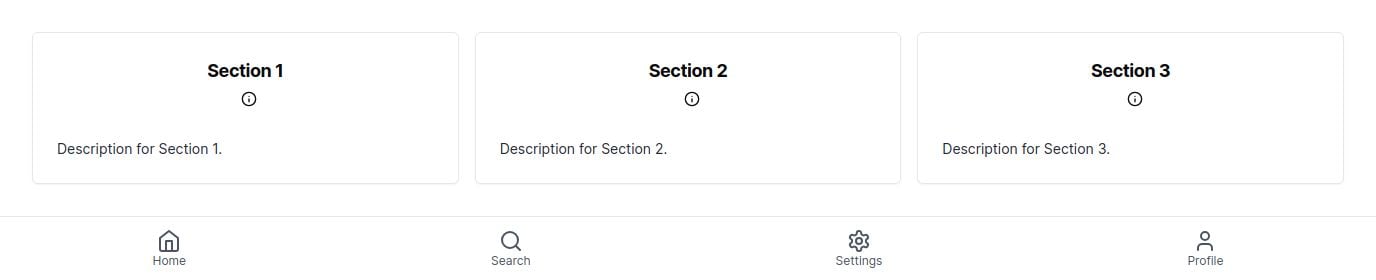 Section 1
Description for Section 1.
Section 2
Description for Section 2.
Section 3
Description for Section 3.
Home
Search
Settings
Profile